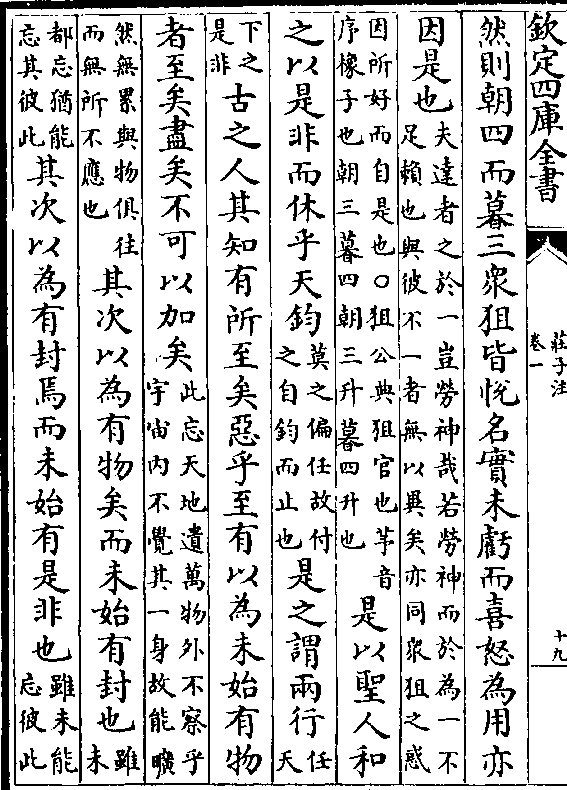 欽定四庫全書
莊子注
卷一
十九
然則朝四而暮三衆狙皆悅名實未虧而喜怒為用亦
因是也
夫達者之於一豈勞神哉若勞神而於為一不
足賴也與彼不一者無以異矣亦同衆狙之惑
因所好而自是也○狙公典狙官也芧音
序橡子也朝三暮四朝三升暮四升也
是以聖人和
之以是非而休乎天鈞
莫之偏任故付
之自鈞而止也
是之謂兩行
任
天
下之
是非
古之人其知有所至矣惡乎至有以為未始有物
者至矣盡矣不可以加矣
此忘天地遺萬物外不察乎
宇宙内不覺其一身故能曠
然無累與物俱往
而無所不應也
其次以為有物矣而未始有封也
雖
未
都忘猶能
忘其彼此
其次以為有封焉而未始有是非也
雖未能
忘彼此